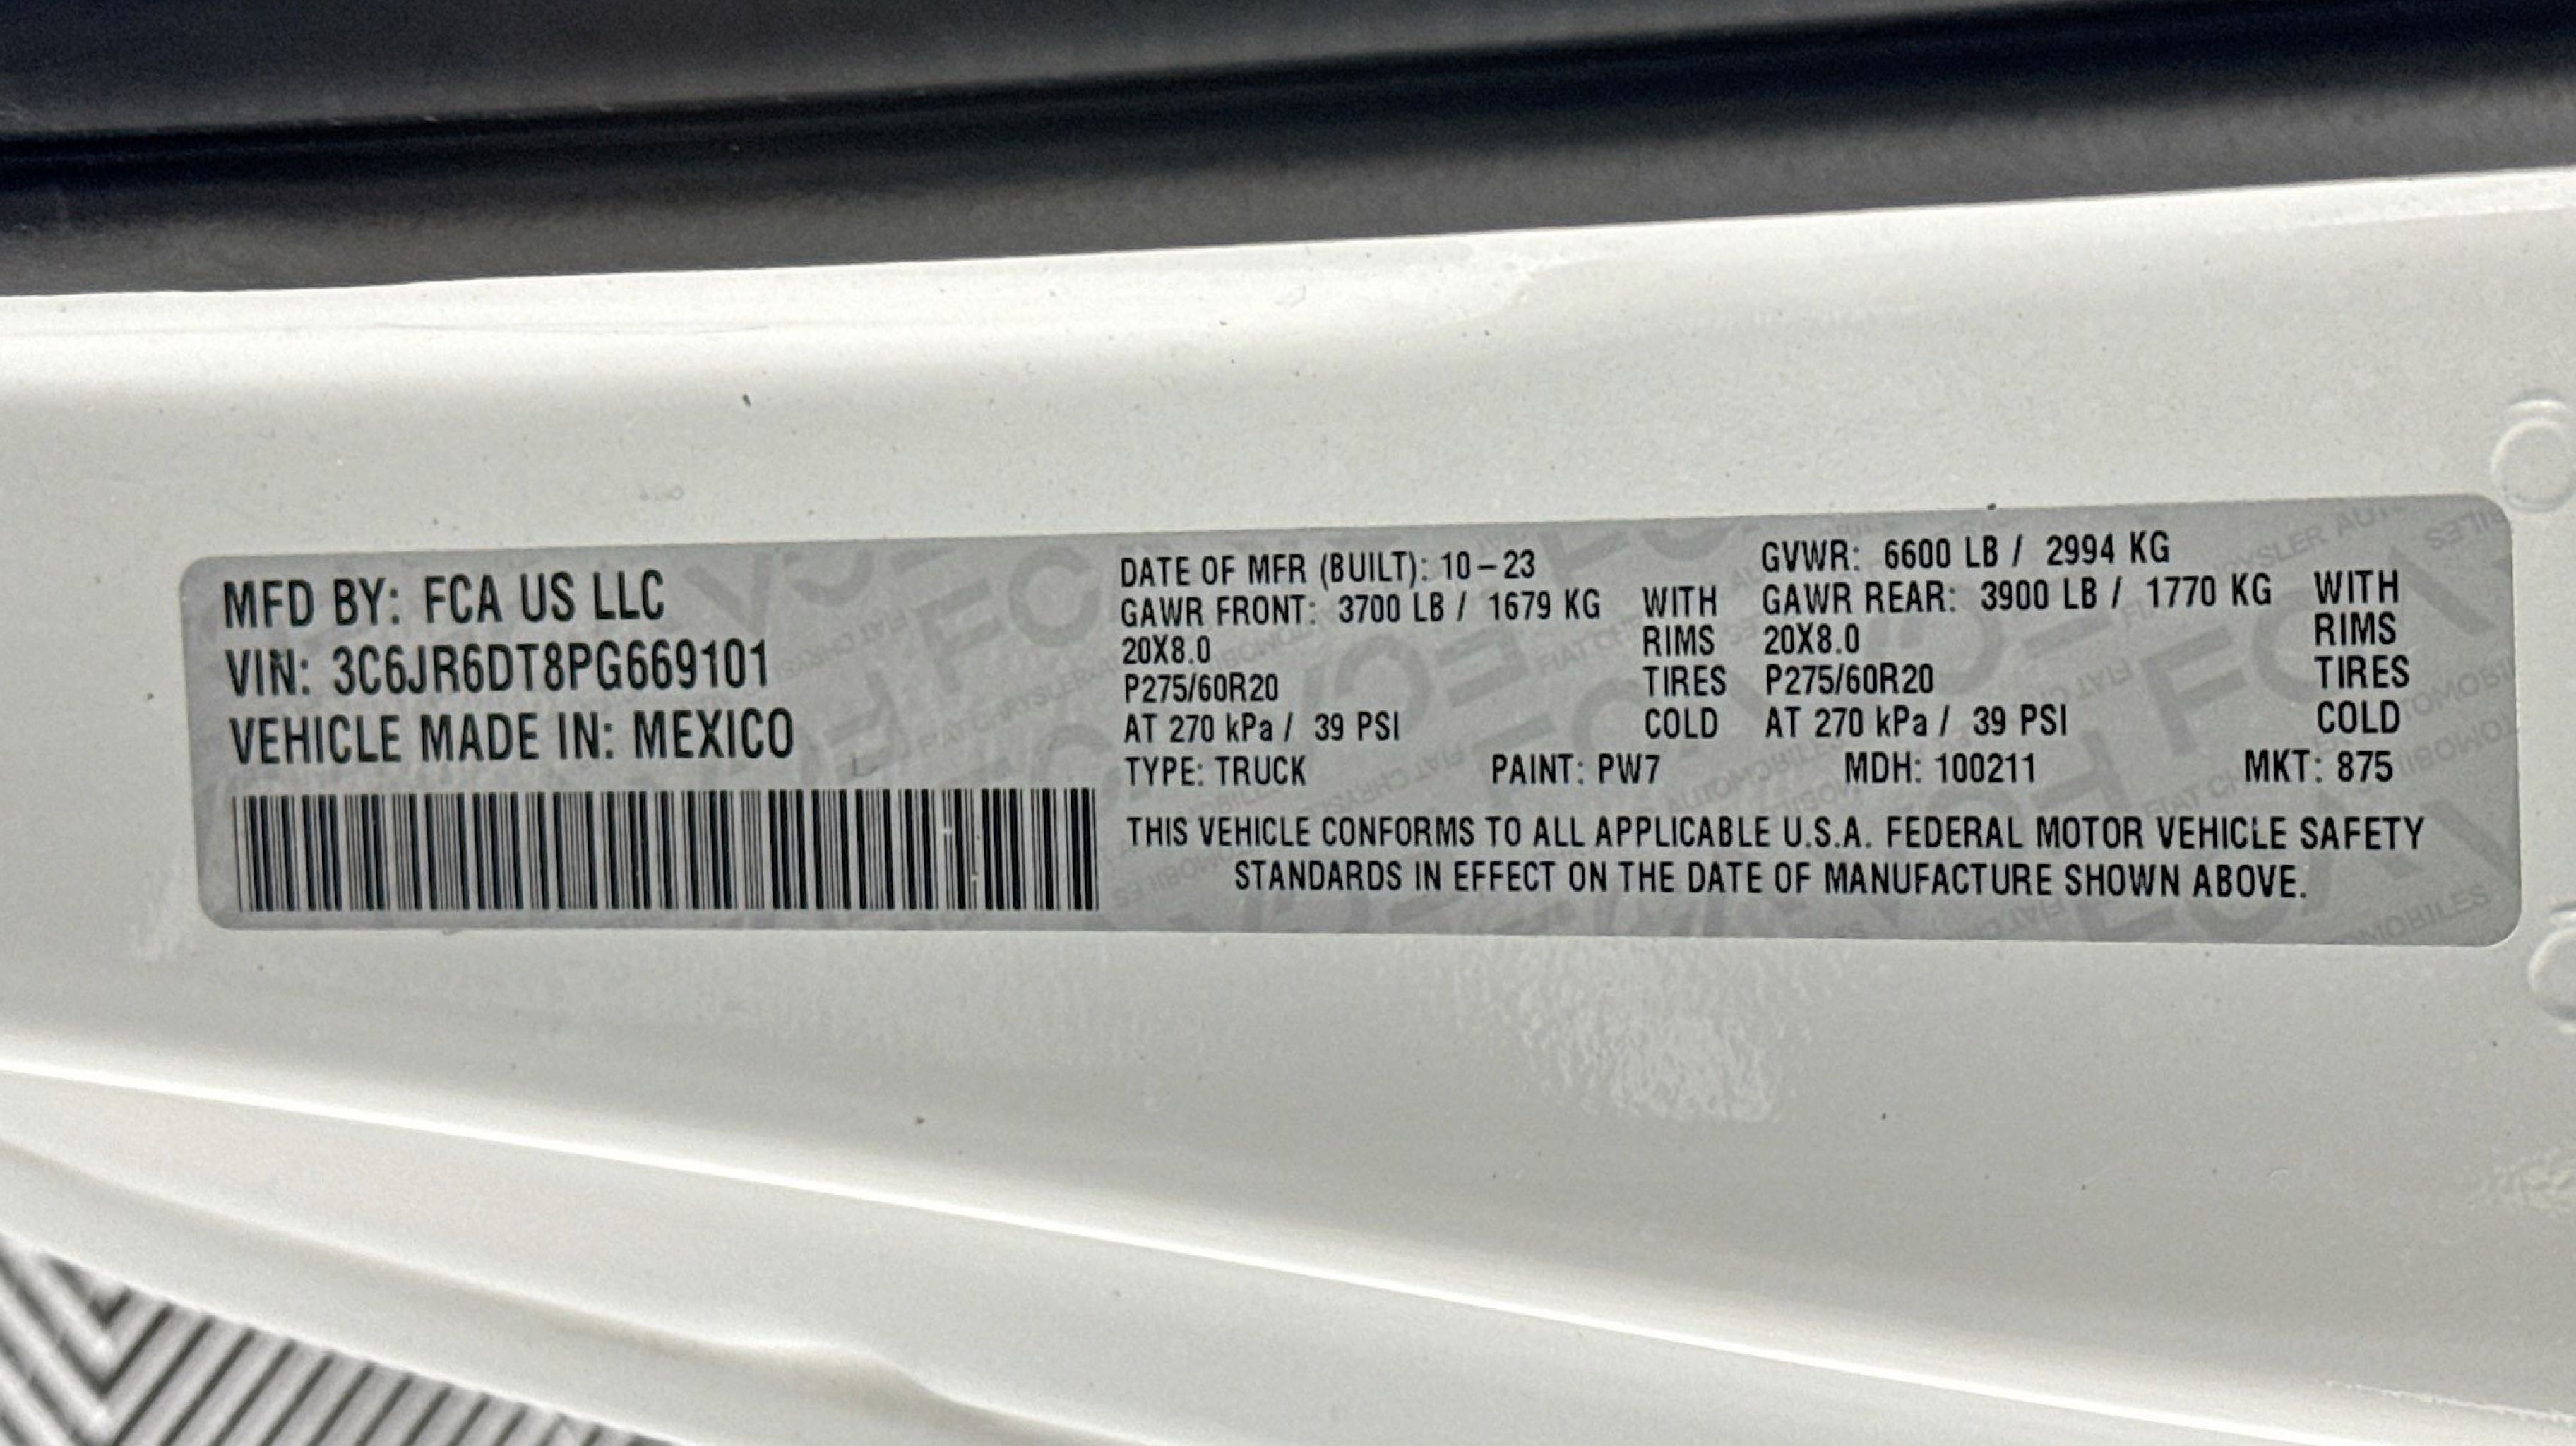 MFD BY: FCA US LLC
VIN: 3C6JR6DT8PG669101
VEHICLE MADE IN: MEXICO
DATE OF MFR (BUILT): 10-23 GVWR: 6600 LB / 2994 KG
GAWR FRONT: 3700 LB / 1679 KG WITH GAWR REAR: 3900 LB / 1770 KG WITH
20X8.0 RIMS 20X8.0 RIMS
P275/60R20 TIRES P275/60R20 TIRES
AT 270 kPa / 39 PSI COLD AT 270 kPa / 39 PSI COLD
TYPE: TRUCK PAINT: PW7 MDH: 100211 MKT: 875
THIS VEHICLE CONFORMS TO ALL APPLICABLE U.S.A. FEDERAL MOTOR VEHICLE SAFETY
STANDARDS IN EFFECT ON THE DATE OF MANUFACTURE SHOWN ABOVE.